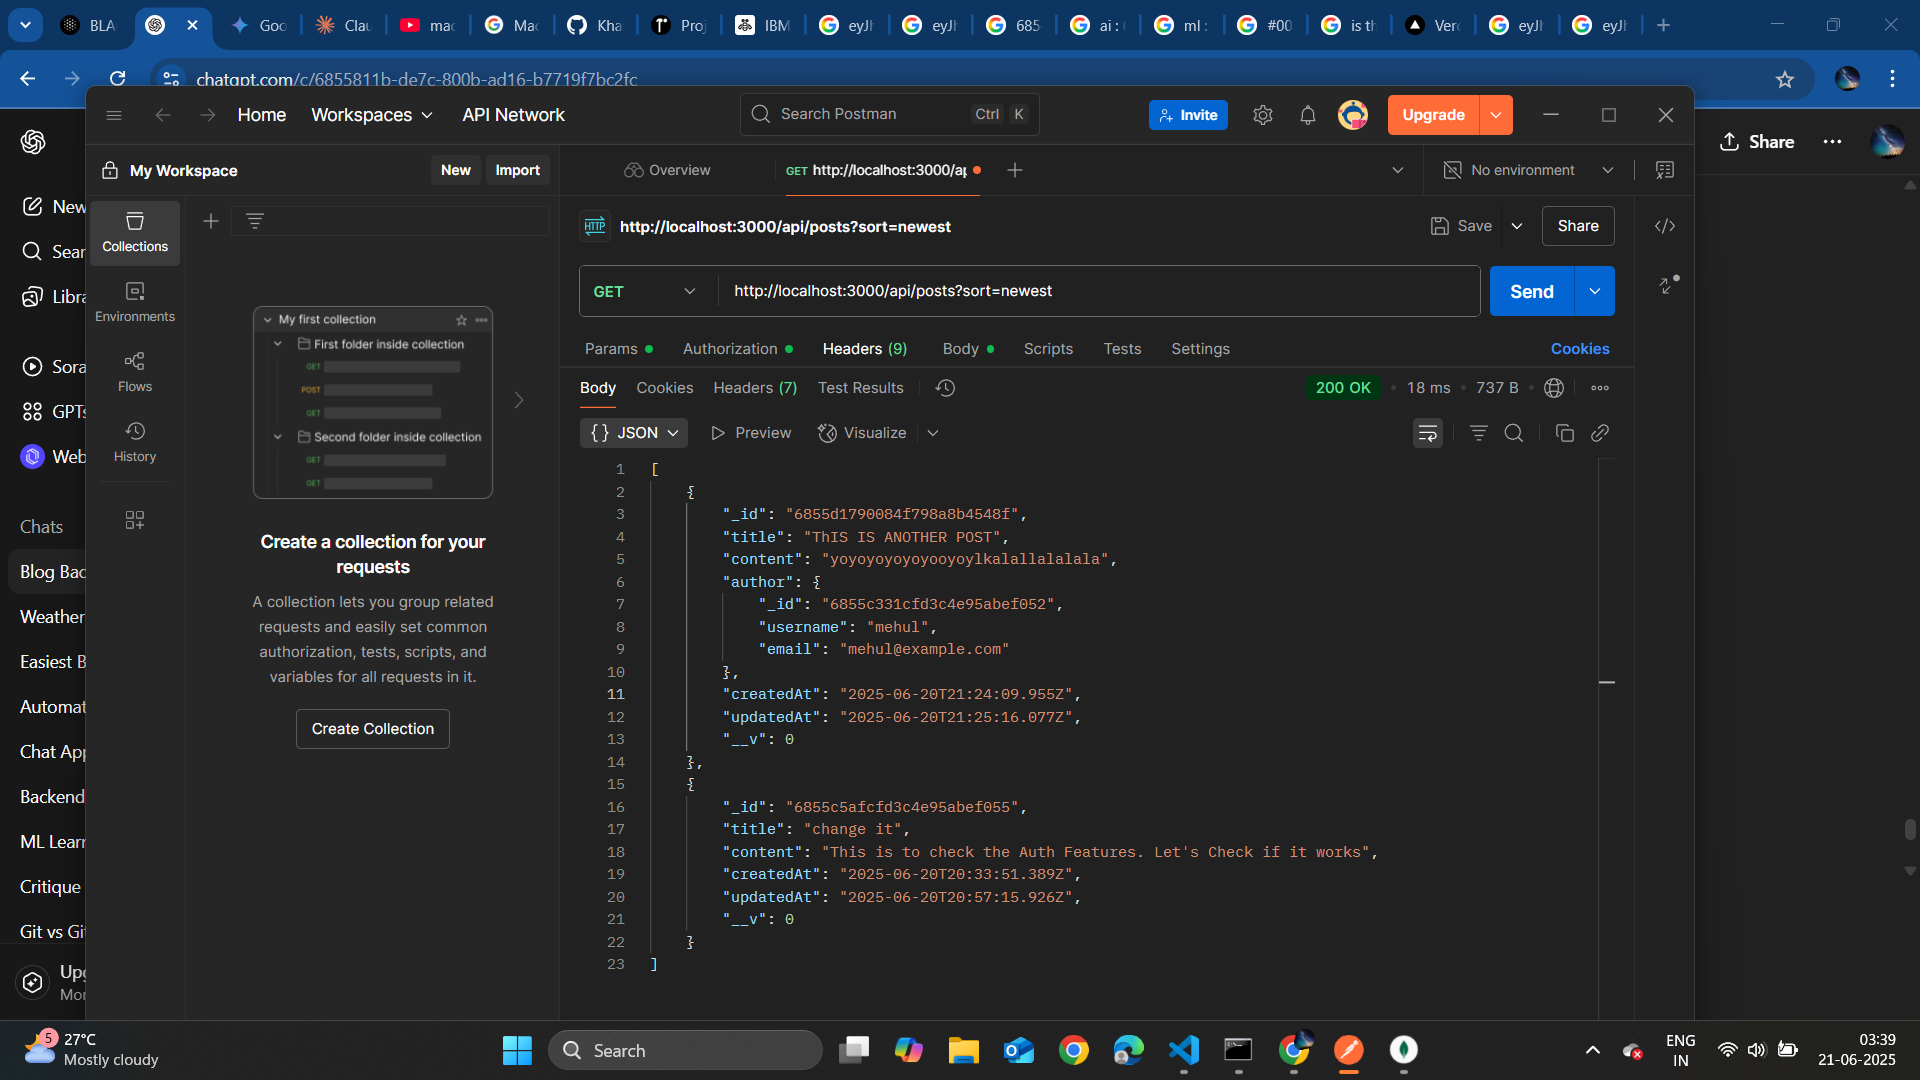 BLA
Goo
Clau
mac
Mac
Kha
Proj
IBM
eyJh
eyJh
685
ai :
ml :
#00
is th
Verc
eyJh
eyJh
chatgpt.com/c/6855811b-de7c-800b-ad16-b7719f7bc2fc
Home
Workspaces
API Network
Search Postman
Ctrl
K
Invite
Upgrade
Share
My Workspace
New
Import
Overview
GET http://localhost:3000/ap
No environment
New
Sear
Libra
Sora
GPTs
Web
Chats
Blog Bac
Weather
Easiest B
Automat
Chat App
Backend
ML Learn
Critique
Git vs Git
Upg
Mor
Collections
Environments
Flows
History
My first collection
First folder inside collection
GET
POST
GET
Second folder inside collection
GET
GET
Create a collection for your
requests
A collection lets you group related
requests and easily set common
authorization, tests, scripts, and
variables for all requests in it.
Create Collection
HTTP
http://localhost:3000/api/posts?sort=newest
Save
Share
GET
http://localhost:3000/api/posts?sort=newest
Send
Params
Authorization
Headers (9)
Body
Scripts
Tests
Settings
Cookies
Body
Cookies
Headers (7)
Test Results
200 OK
18 ms
737 B
{} JSON
Preview
Visualize
1 [
2 {
3 "_id": "6855d1790084f798a8b4548f",
4 "title": "ThIS IS ANOTHER POST",
5 "content": "yoyoyoyoyoyooyoylkalallalalala",
6 "author": {
7 "_id": "6855c331cfd3c4e95abef052",
8 "username": "mehul",
9 "email": "mehul@example.com"
10 },
11 "createdAt": "2025-06-20T21:24:09.955Z",
12 "updatedAt": "2025-06-20T21:25:16.077Z",
13 "__v": 0
14 },
15 {
16 "_id": "6855c5afcfd3c4e95abef055",
17 "title": "change it",
18 "content": "This is to check the Auth Features. Let's Check if it works",
19 "createdAt": "2025-06-20T20:33:51.389Z",
20 "updatedAt": "2025-06-20T20:57:15.926Z",
21 "__v": 0
22 }
23 ]
5
27°C
Mostly cloudy
Search
ENG
IN
03:39
21-06-2025